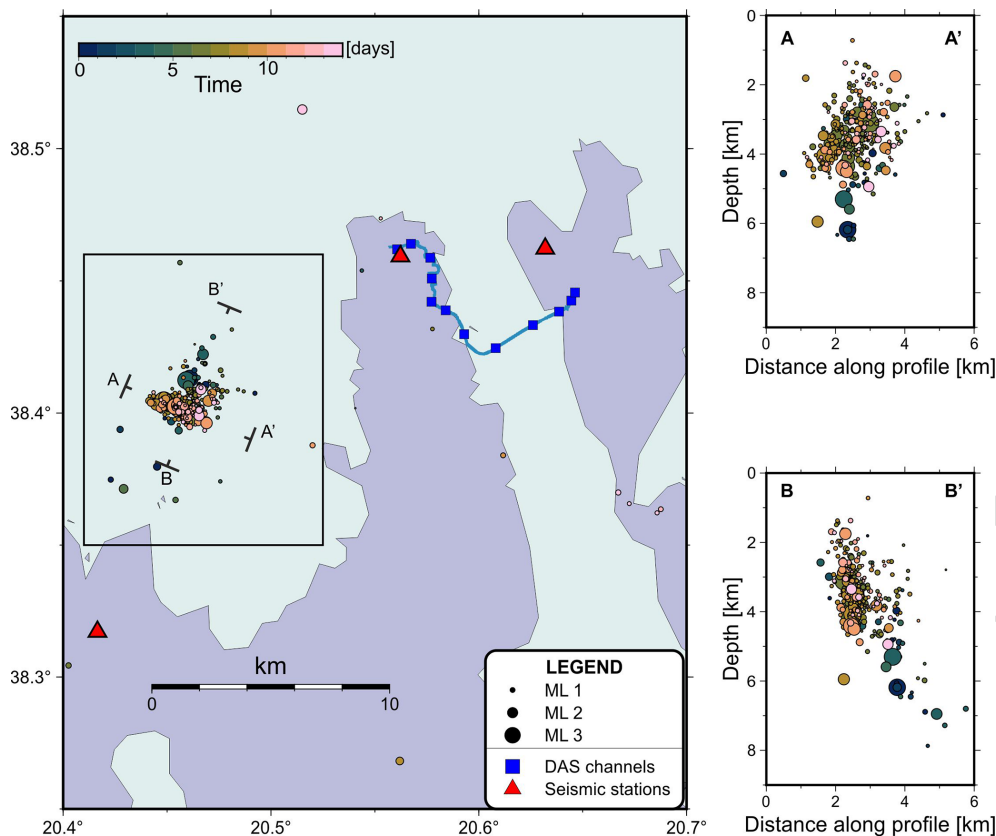 [days]
0 5 10
Time
38.5°
38.4°
38.3°
20.4° 20.5° 20.6° 20.7°
B'
A
A'
B
km
0 10
LEGEND
ML 1
ML 2
ML 3
DAS channels
Seismic stations
A A'
0
2
4
6
8
Depth [km]
0 2 4 6
Distance along profile [km]
B B'
0
2
4
6
8
Depth [km]
0 2 4 6
Distance along profile [km]